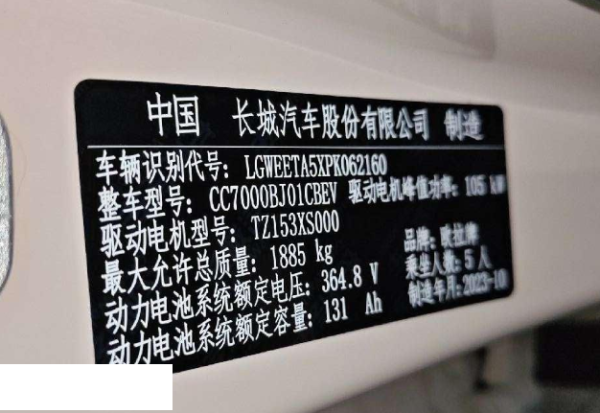 中国 长城汽车股份有限公司 制造
车辆识别代号: LGWEETA5XPK062160
整车型号: CC7000BJ01CBEV 驱动电机峰值功率: 105 kW
驱动电机型号: TZ153XS000
品牌: 欧拉牌
最大允许总质量: 1885 kg
乘坐人数: 5 人
动力电池系统额定电压: 364.8 V
制造年月: 2023-10
动力电池系统额定容量: 131 Ah